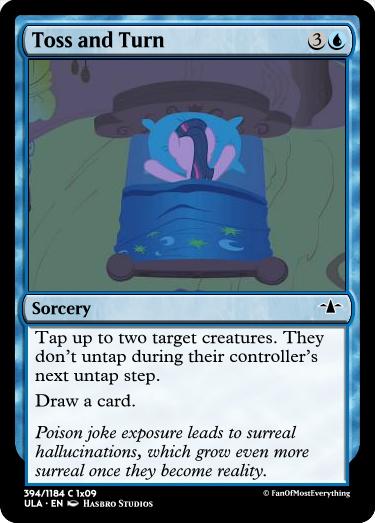 Toss and Turn 3
Sorcery
Tap up to two target creatures. They
don't untap during their controller's
next untap step.
Draw a card.
Poison joke exposure leads to surreal
hallucinations, which grow even more
surreal once they become reality.
394/1184 C 1x09
ULA · EN Hasbro Studios
© FanOfMostEverything